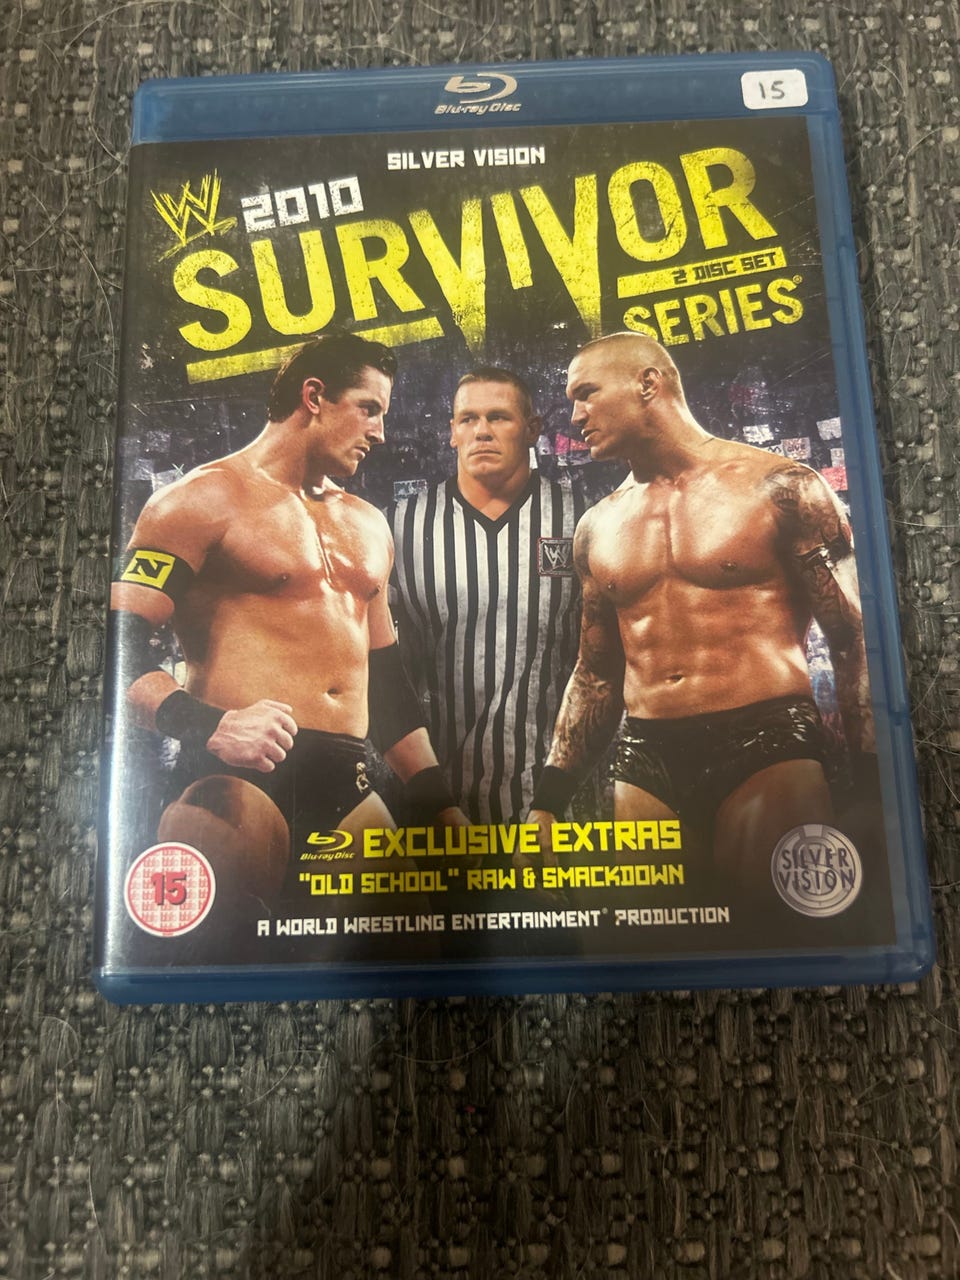 Blu-ray Disc
15
SILVER VISION
W
2010
SURVIVOR
2 DISC SET
SERIES®
N
W
Blu-ray Disc EXCLUSIVE EXTRAS
"OLD SCHOOL" RAW & SMACKDOWN
15
SILVER
VISION
A WORLD WRESTLING ENTERTAINMENT® PRODUCTION